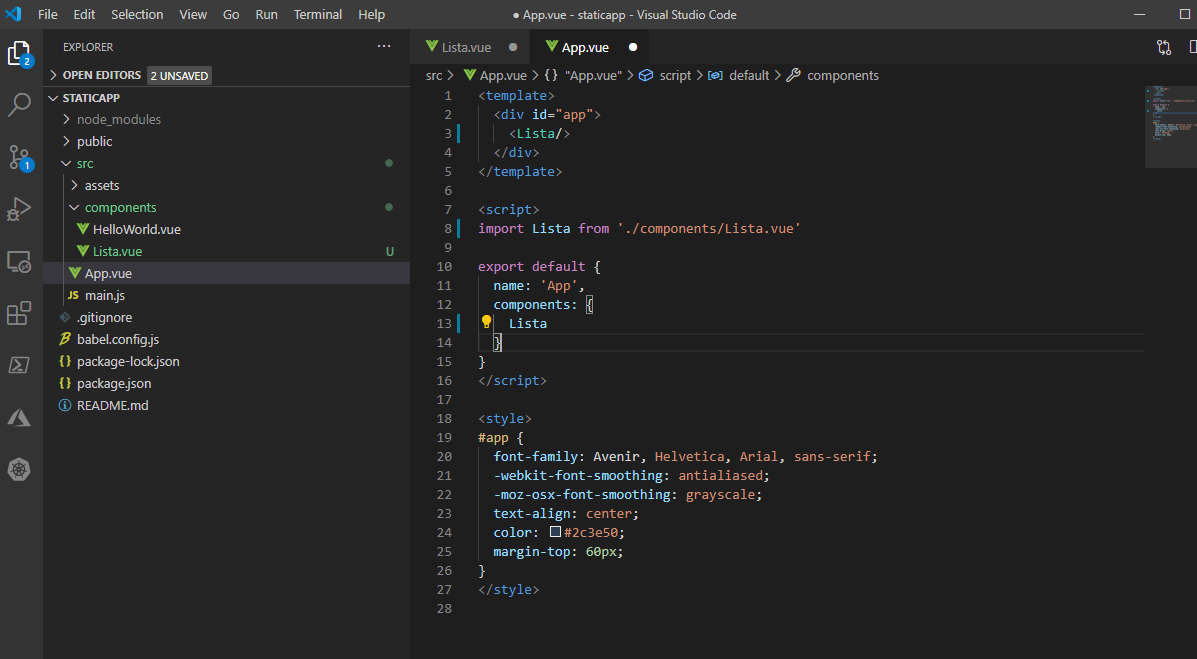 File Edit Selection View Go Run Terminal Help
● App.vue - staticapp - Visual Studio Code
2
1
EXPLORER ...
OPEN EDITORS 2 UNSAVED
STATICAPP
node_modules
public
src
assets
components
HelloWorld.vue
Lista.vue U
App.vue
JS main.js
.gitignore
babel.config.js
{} package-lock.json
{} package.json
README.md
Lista.vue ● App.vue ●
src > App.vue > {} "App.vue" > script > default > components
1 <template>
2 <div id="app">
3 <Lista/>
4 </div>
5 </template>
6
7 <script>
8 import Lista from './components/Lista.vue'
9
10 export default {
11 name: 'App',
12 components: {
13 Lista
14 }
15 }
16 </script>
17
18 <style>
19 #app {
20 font-family: Avenir, Helvetica, Arial, sans-serif;
21 -webkit-font-smoothing: antialiased;
22 -moz-osx-font-smoothing: grayscale;
23 text-align: center;
24 color: #2c3e50;
25 margin-top: 60px;
26 }
27 </style>
28